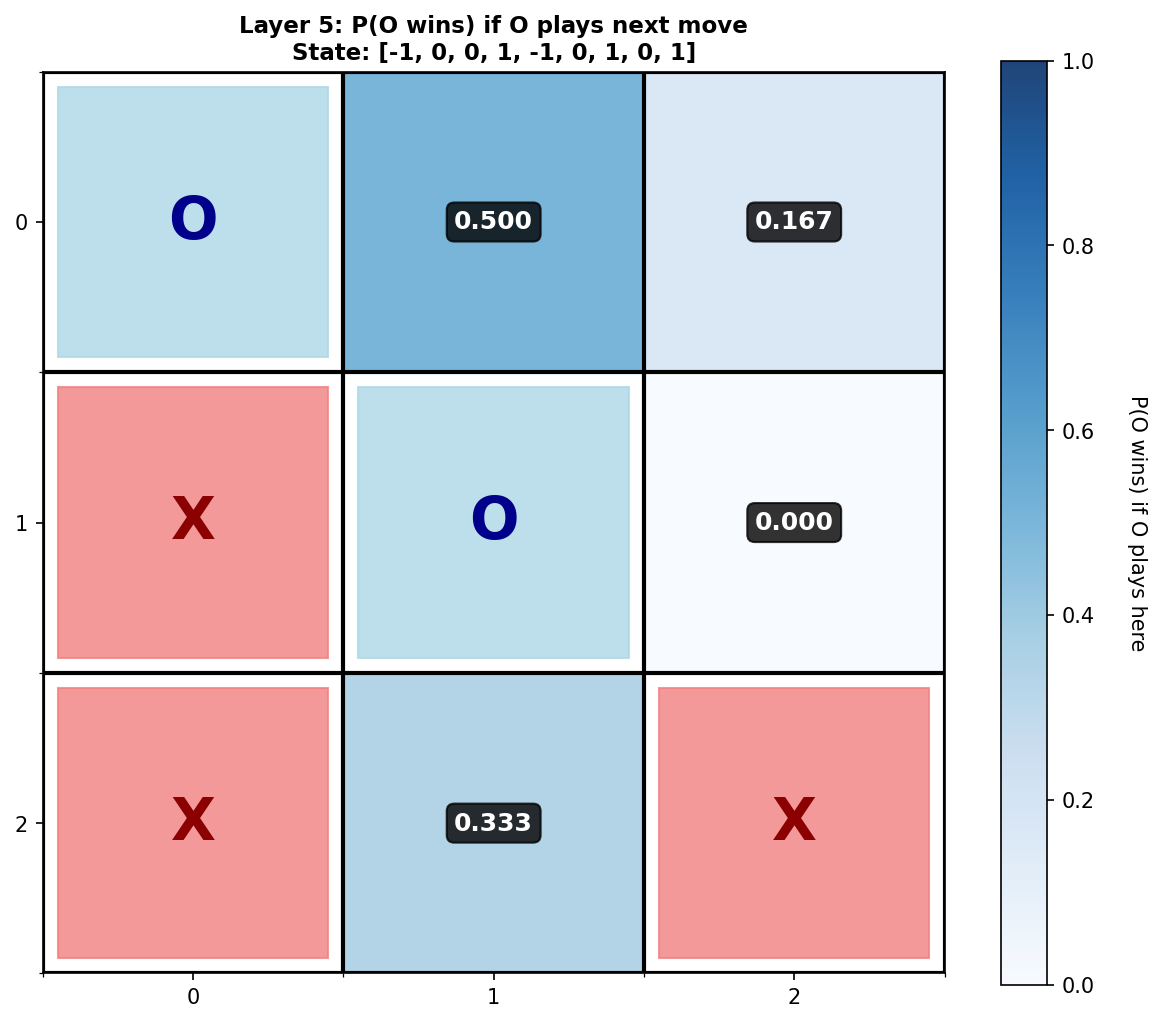 Layer 5: P(O wins) if O plays next move
State: [-1, 0, 0, 1, -1, 0, 1, 0, 1]
0
O
0.500
0.167
1
X
O
0.000
2
X
0.333
X
0
1
2
1.0
0.8
0.6
0.4
0.2
0.0
P(O wins) if O plays here